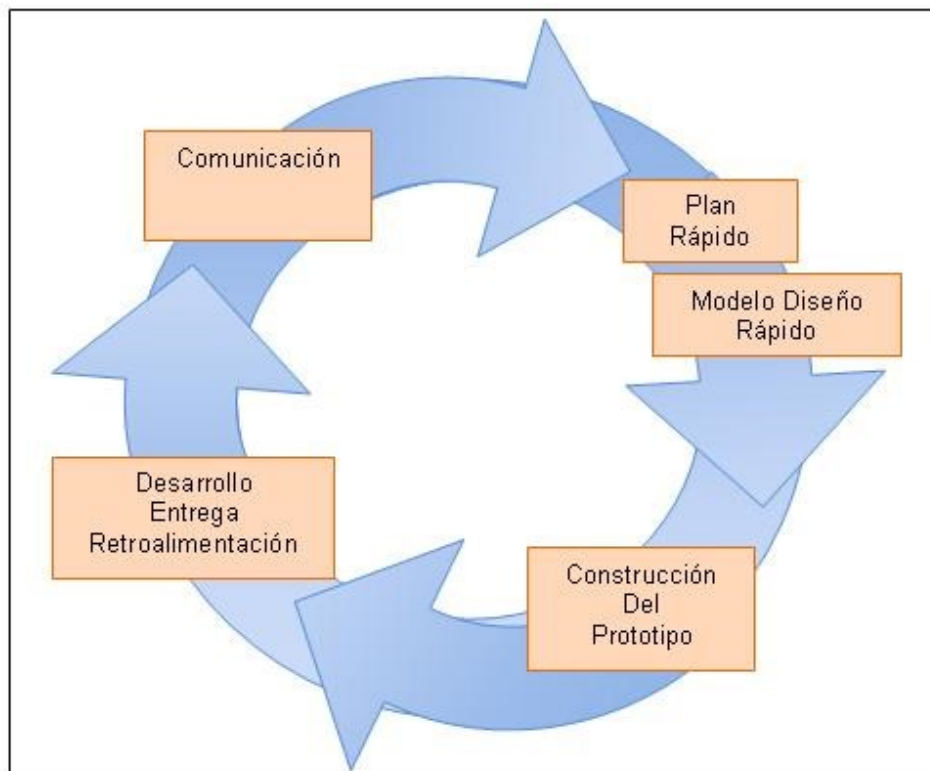 Comunicación
Plan
Rápido
Modelo Diseño
Rápido
Construcción
Del
Prototipo
Desarrollo
Entrega
Retroalimentación